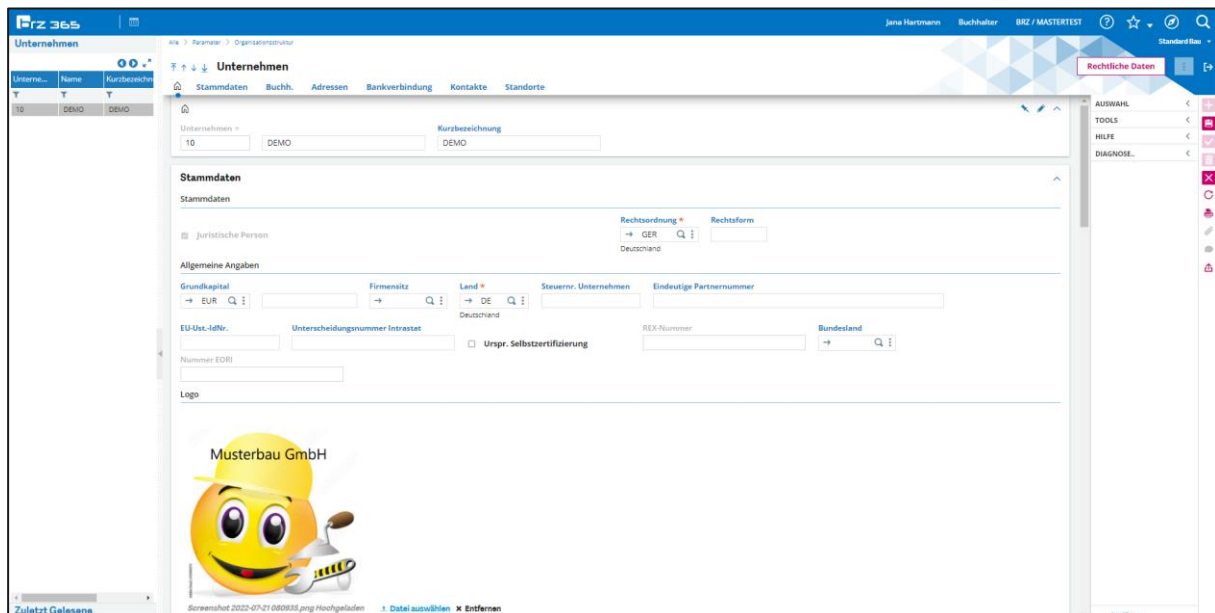 brz 365 Jana Hartmann Buchhalter BRZ / MASTERTEST
Unternehmen Alle > Parameter > Organisationsstruktur Standard Bau
Unternehmen Rechtliche Daten
Unterne... Name Kurzbezeichn
Stammdaten Buchh. Adressen Bankverbindung Kontakte Standorte
10 DEMO DEMO
AUSWAHL
TOOLS
HILFE
DIAGNOSE..
Unternehmen * Kurzbezeichnung
10 DEMO DEMO
Stammdaten
Stammdaten
Rechtsordnung * Rechtsform
Juristische Person GER
Deutschland
Allgemeine Angaben
Grundkapital Firmensitz Land * Steuernr. Unternehmen Eindeutige Partnernummer
EUR DE
Deutschland
EU-Ust.-IdNr. Unterscheidungsnummer Intrastat REX-Nummer Bundesland
Urspr. Selbstzertifizierung
Nummer EORI
Logo
Musterbau GmbH
Screenshot 2022-07-21 080935.png Hochgeladen Datei auswählen Entfernen
Zuletzt Gelesene